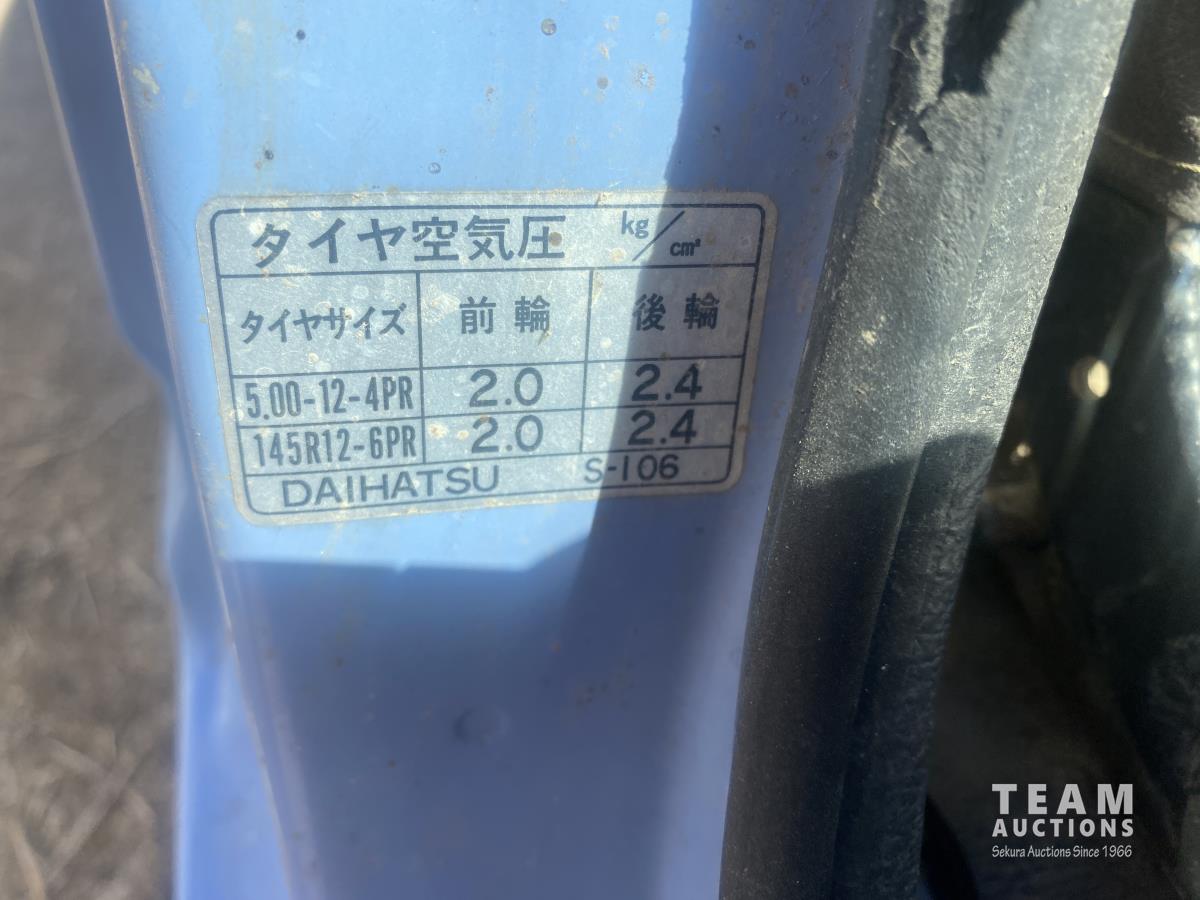 タイヤ空気圧 kg/cm²
タイヤサイズ 前輪 後輪
5.00-12-4PR 2.0 2.4
145R12-6PR 2.0 2.4
DAIHATSU S-106
TEAM
AUCTIONS
Sekura Auctions Since 1966